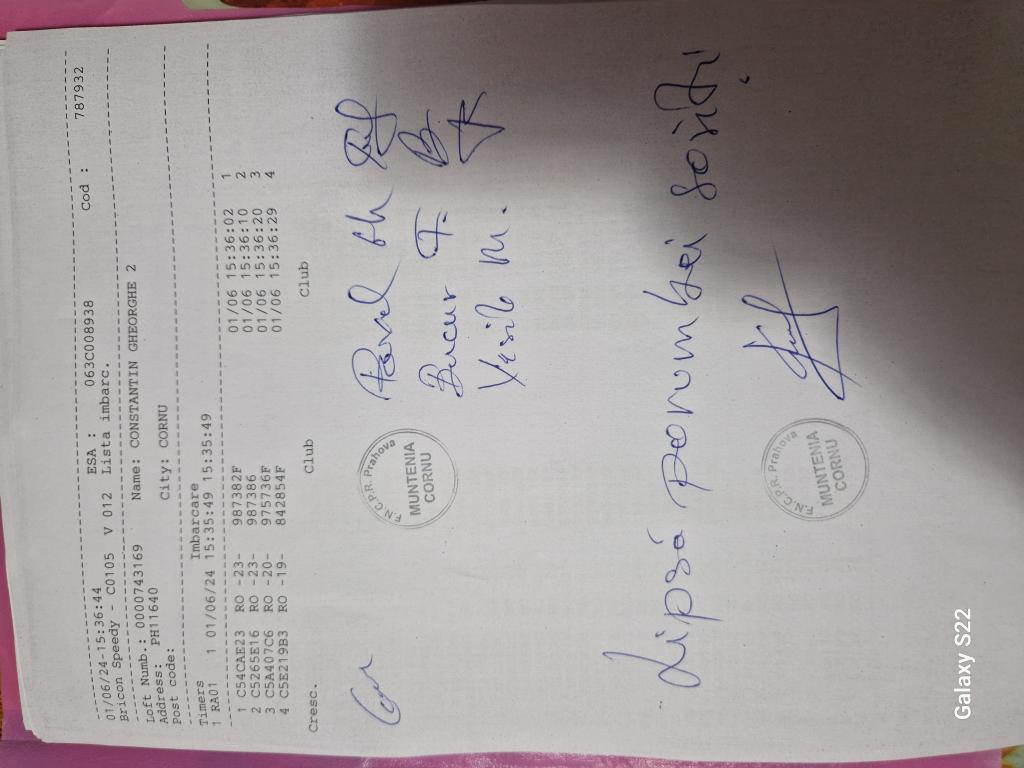 01/06/24-15:36:44 ESA : 063C008938 Cod : 787932
Bricon Speedy - C0105 V 012 Lista imbarc.
Loft Numb.: 0000743169 Name: CONSTANTIN GHEORGHE 2
Address: PH11640 City: CORNU
Post code:
Timers Imbarcare
1 RA01 1 01/06/24 15:35:49 15:35:49
1 C54CAE23 RO -23- 987382F 01/06 15:36:02 1
2 C5265E16 RO -23- 987386 01/06 15:36:10 2
3 C5A407C6 RO -20- 975736F 01/06 15:36:20 3
4 C5E219B3 RO -19- 842854F 01/06 15:36:29 4
Cresc. Club Club
F.N.C.P.R. Prahova
MUNTENIA
CORNU
Pavel Gh
Bucur F.
Vasile M.
Lipsă porumbei sosiți
F.N.C.P.R. Prahova
MUNTENIA
CORNU
Galaxy S22